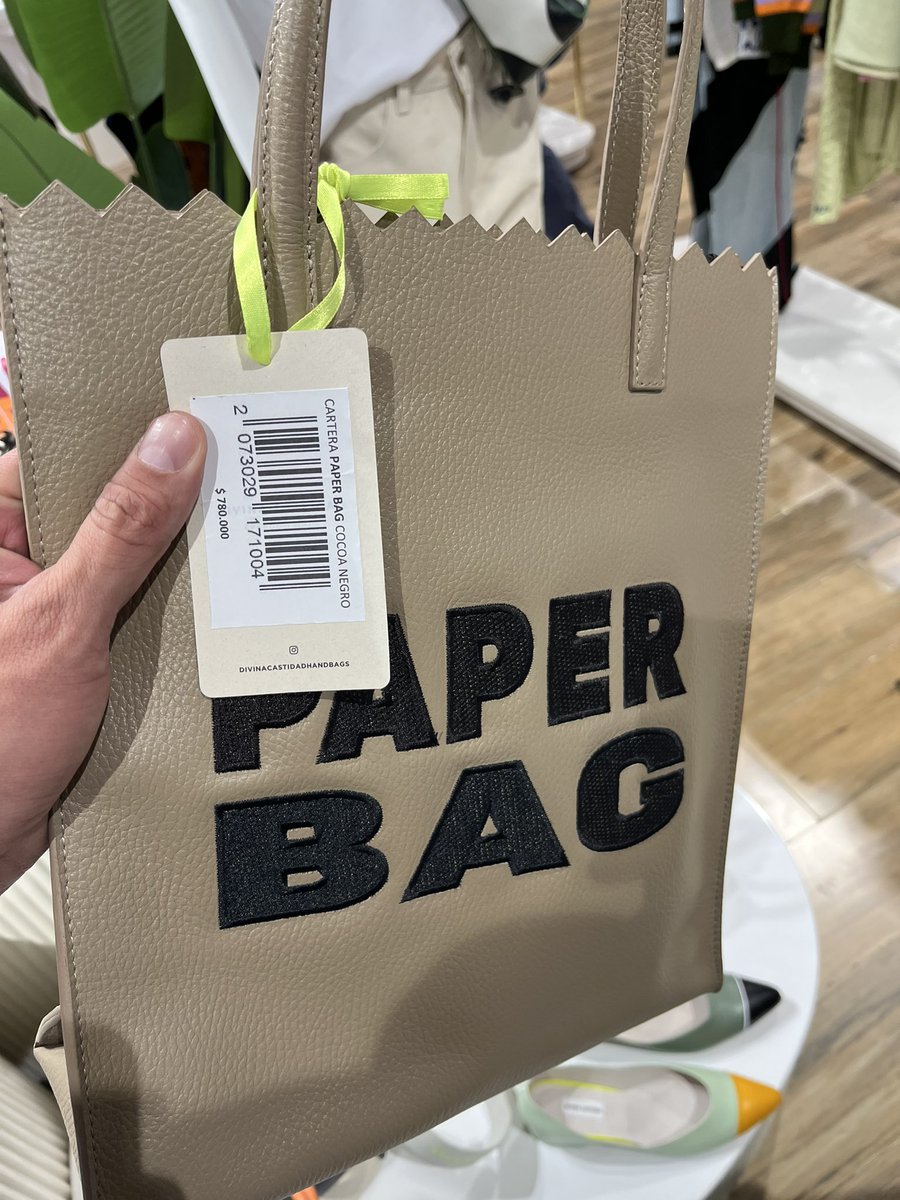 CARTERA PAPER BAG COCOA NEGRO
2 073029 171004
$ 780.000
DIVINACASTIDADHANDBAGS
PAPER
BAG